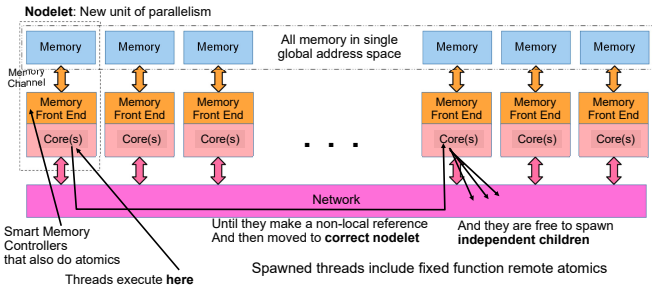 Nodelet: New unit of parallelism
All memory in single
global address space
Memory
Memory
Memory
Memory
Memory
Memory
Memory
Channel
Memory
Front End
Core(s)
Memory
Front End
Core(s)
Memory
Front End
Core(s)
. . .
Memory
Front End
Core(s)
Memory
Front End
Core(s)
Memory
Front End
Core(s)
Network
Smart Memory
Controllers
that also do atomics
Until they make a non-local reference
And then moved to correct nodelet
And they are free to spawn
independent children
Threads execute here
Spawned threads include fixed function remote atomics